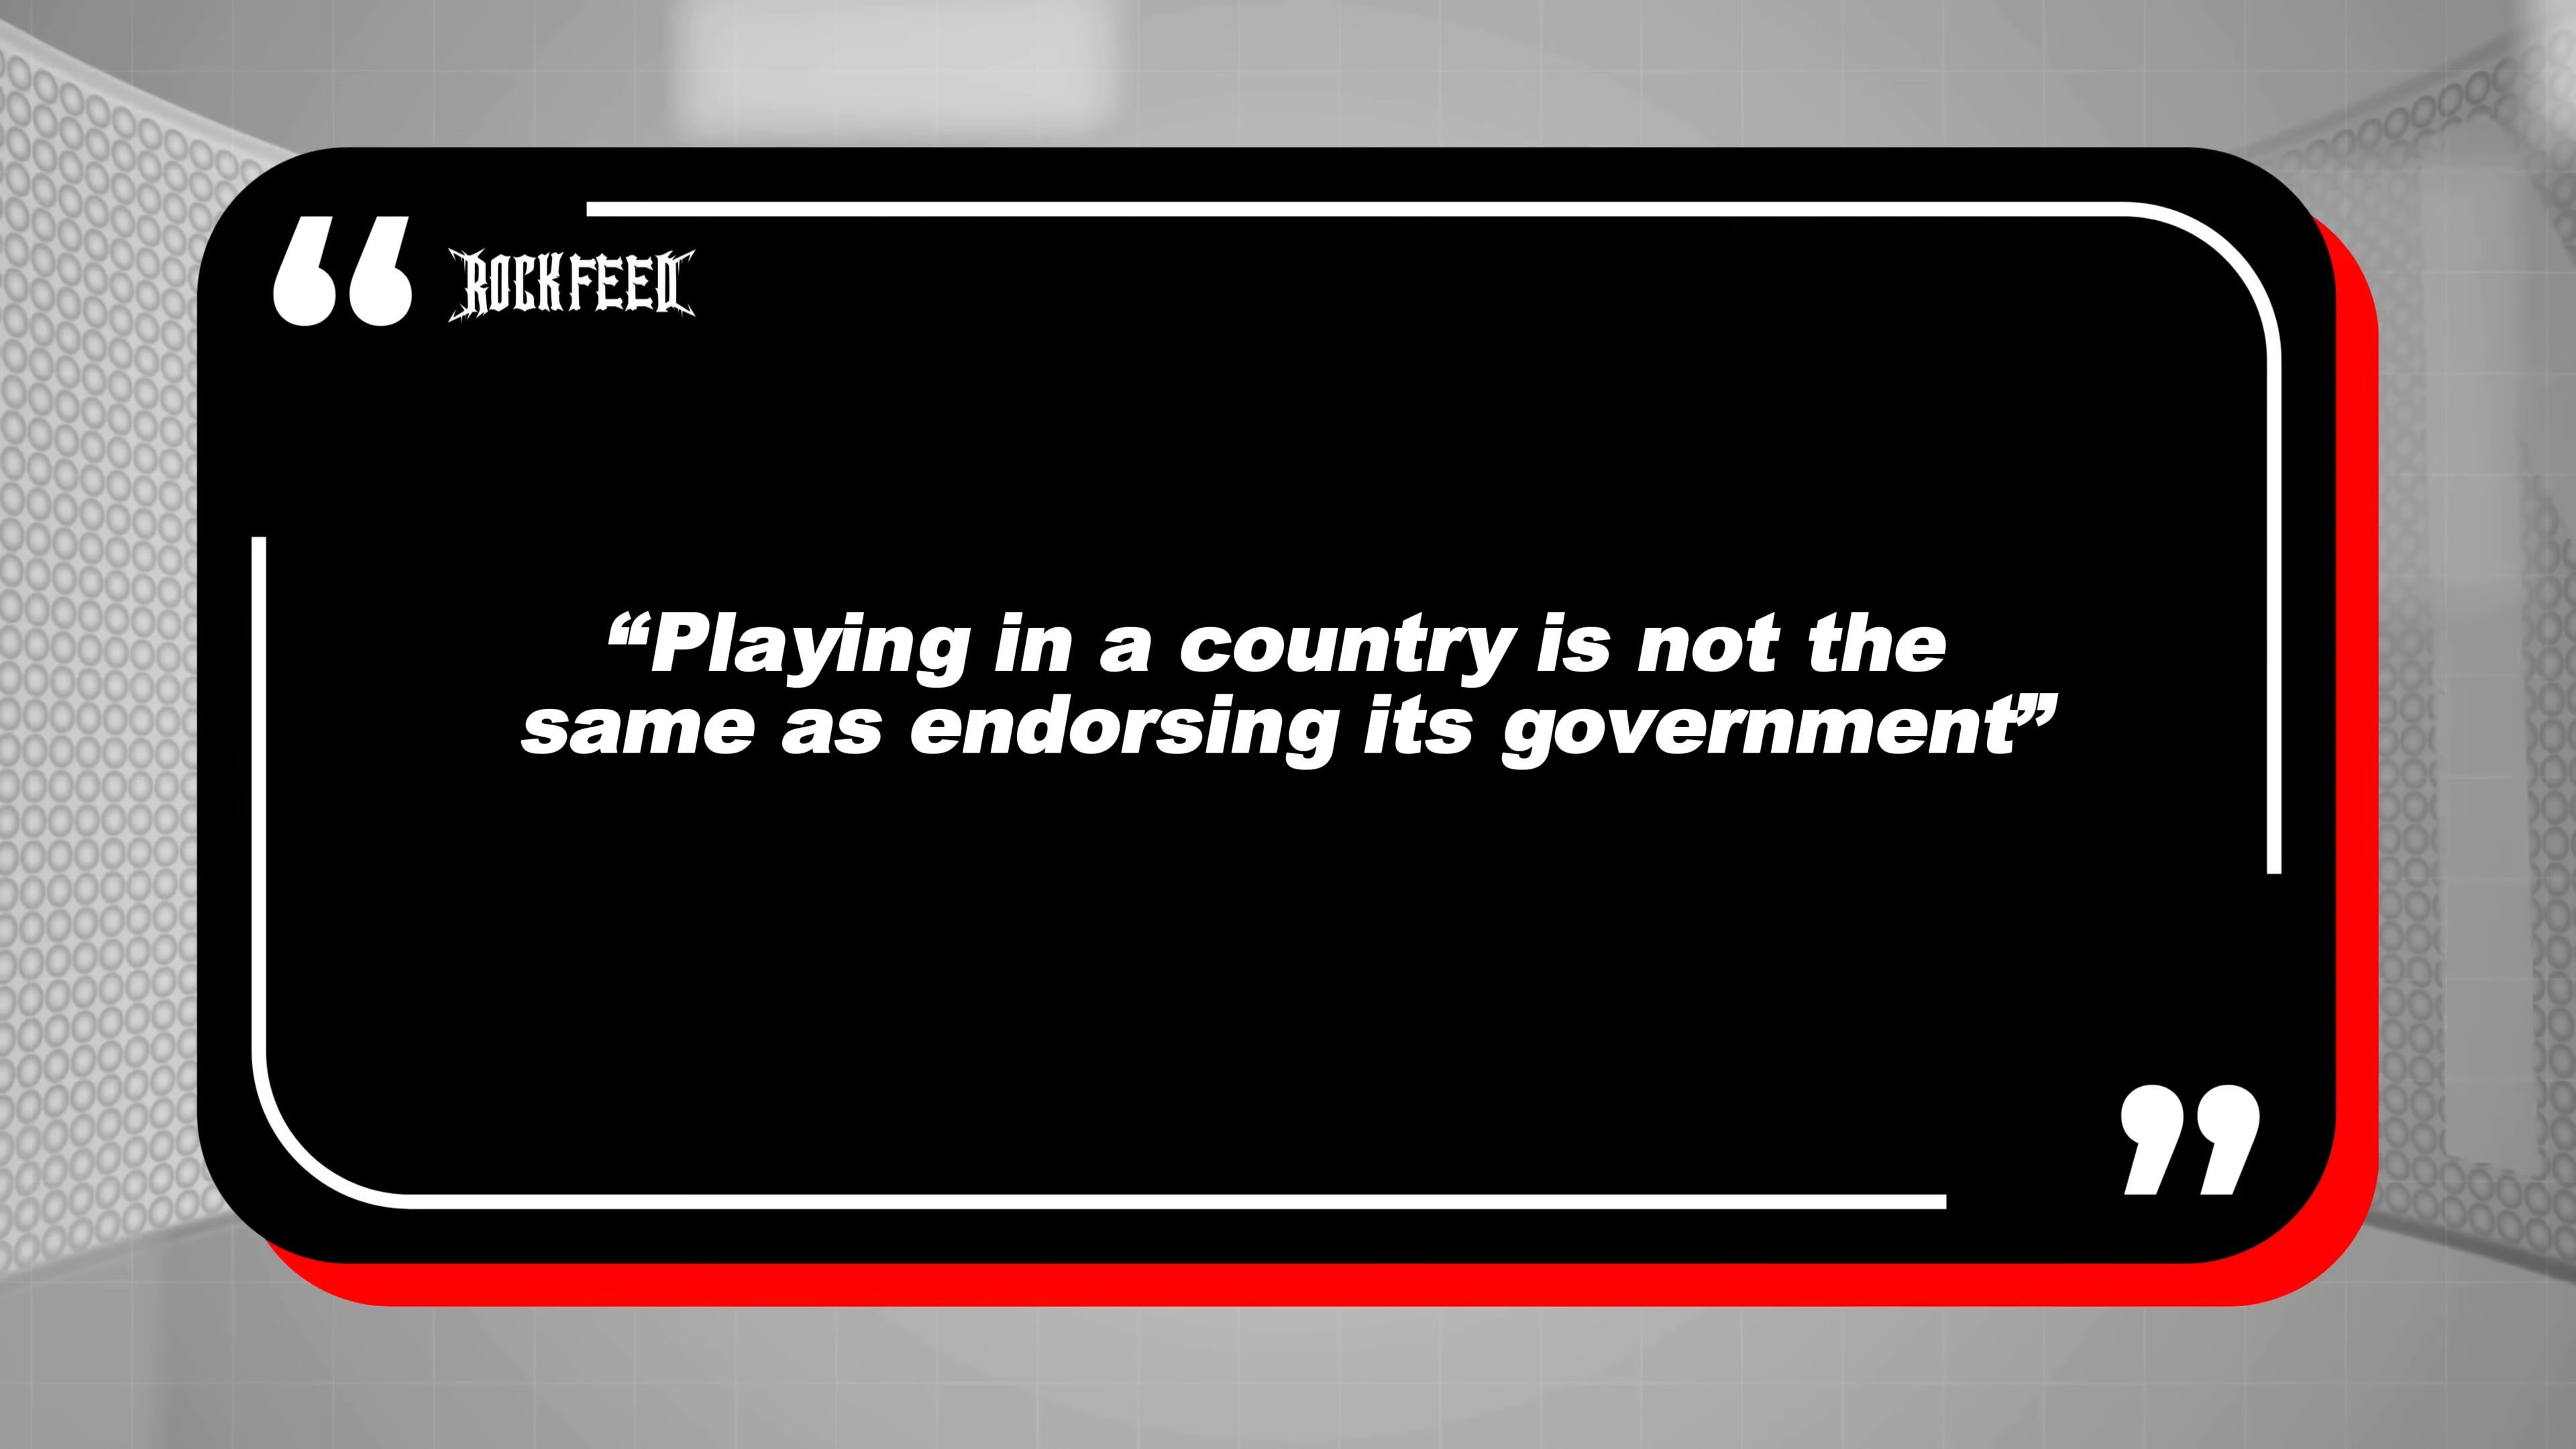 ROCKFEED
“Playing in a country is not the
same as endorsing its government”